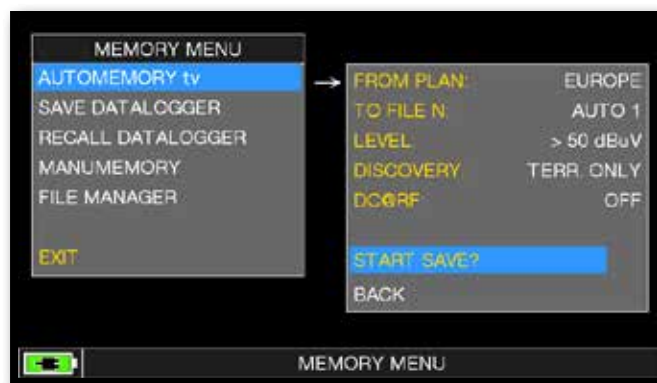 MEMORY MENU
AUTOMEMORY tv
SAVE DATALOGGER
RECALL DATALOGGER
MANUMEMORY
FILE MANAGER
EXIT
→
FROM PLAN: EUROPE
TO FILE N: AUTO 1
LEVEL: > 50 dBuV
DISCOVERY: TERR. ONLY
DC@RF: OFF
START SAVE?
BACK
MEMORY MENU